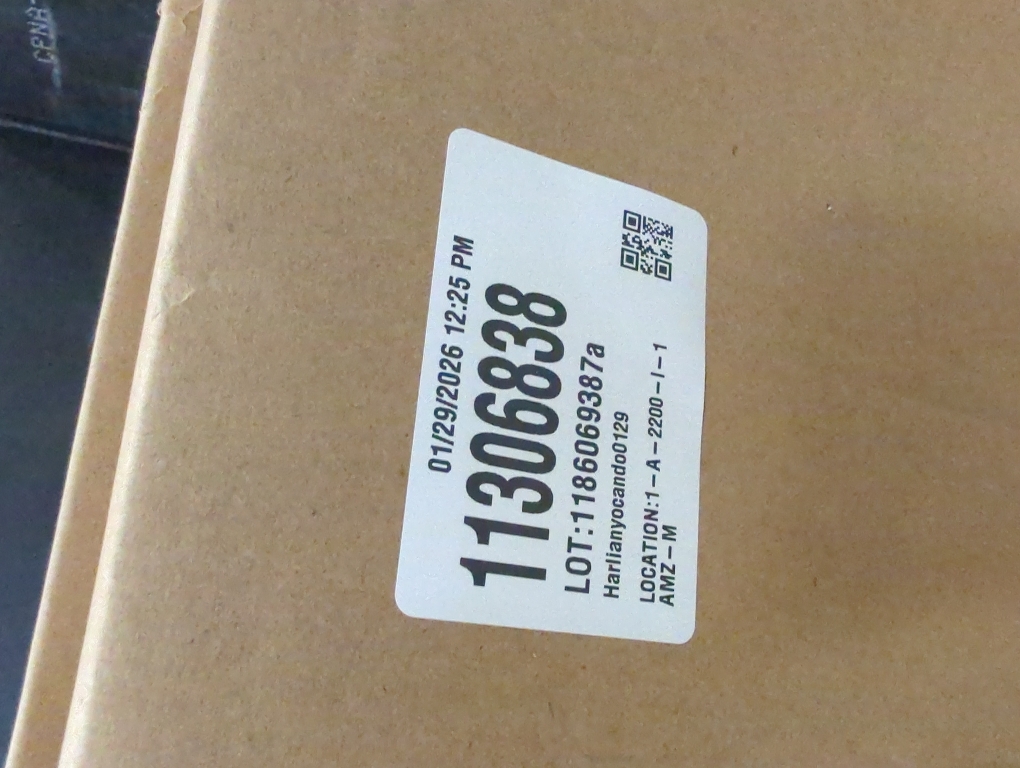 01/29/2026 12:25 PM
11306838
LOT:1186069387a
Harlianyocando0129
LOCATION:1-A-2200-I-1
AMZ-M